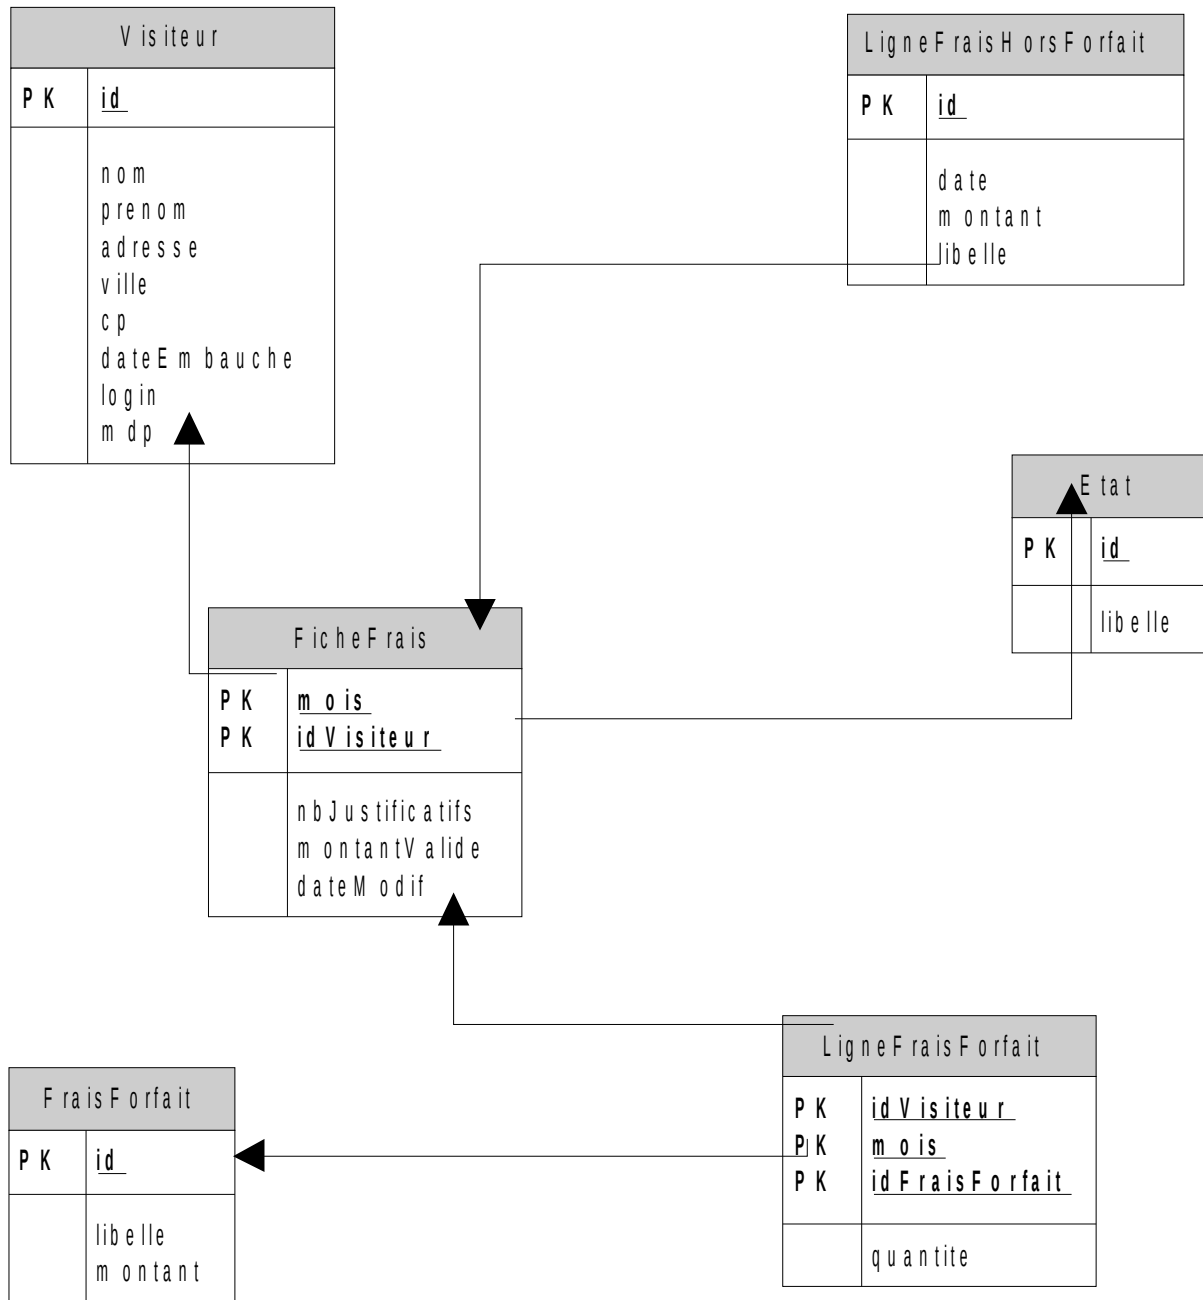 Visiteur
PK id
nom
prenom
adresse
ville
cp
dateEmbauche
login
mdp
LigneFraisHorsForfait
PK id
date
montant
libelle
Etat
PK id
libelle
FicheFrais
PK mois
PK idVisiteur
nbJustificatifs
montantValide
dateModif
LigneFraisForfait
PK idVisiteur
PK mois
PK idFraisForfait
quantite
FraisForfait
PK id
libelle
montant